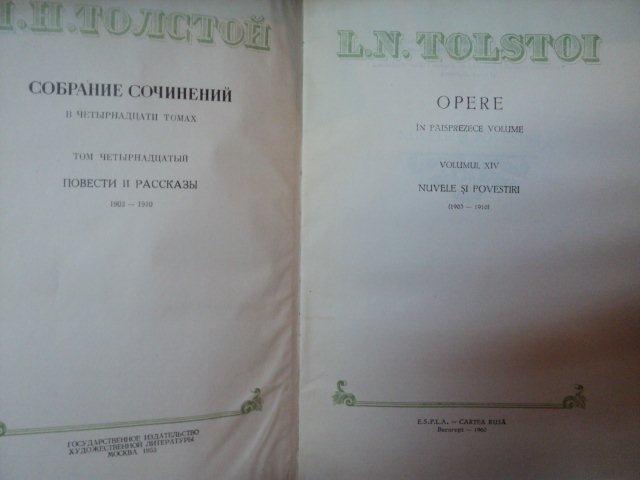 Л.Н.ТОЛСТОЙ
СОБРАНИЕ СОЧИНЕНИЙ
В ЧЕТЫРНАДЦАТИ ТОМАХ
ТОМ ЧЕТЫРНАДЦАТЫЙ
ПОВЕСТИ И РАССКАЗЫ
1903 — 1910
ГОСУДАРСТВЕННОЕ ИЗДАТЕЛЬСТВО
ХУДОЖЕСТВЕННОЙ ЛИТЕРАТУРЫ
МОСКВА 1953
L.N. TOLSTOI
OPERE
ÎN PAISPREZECE VOLUME
VOLUMUL XIV
NUVELE ȘI POVESTIRI
(1903 — 1910)
E.S.P.L.A. — CARTEA RUSĂ
București — 1960